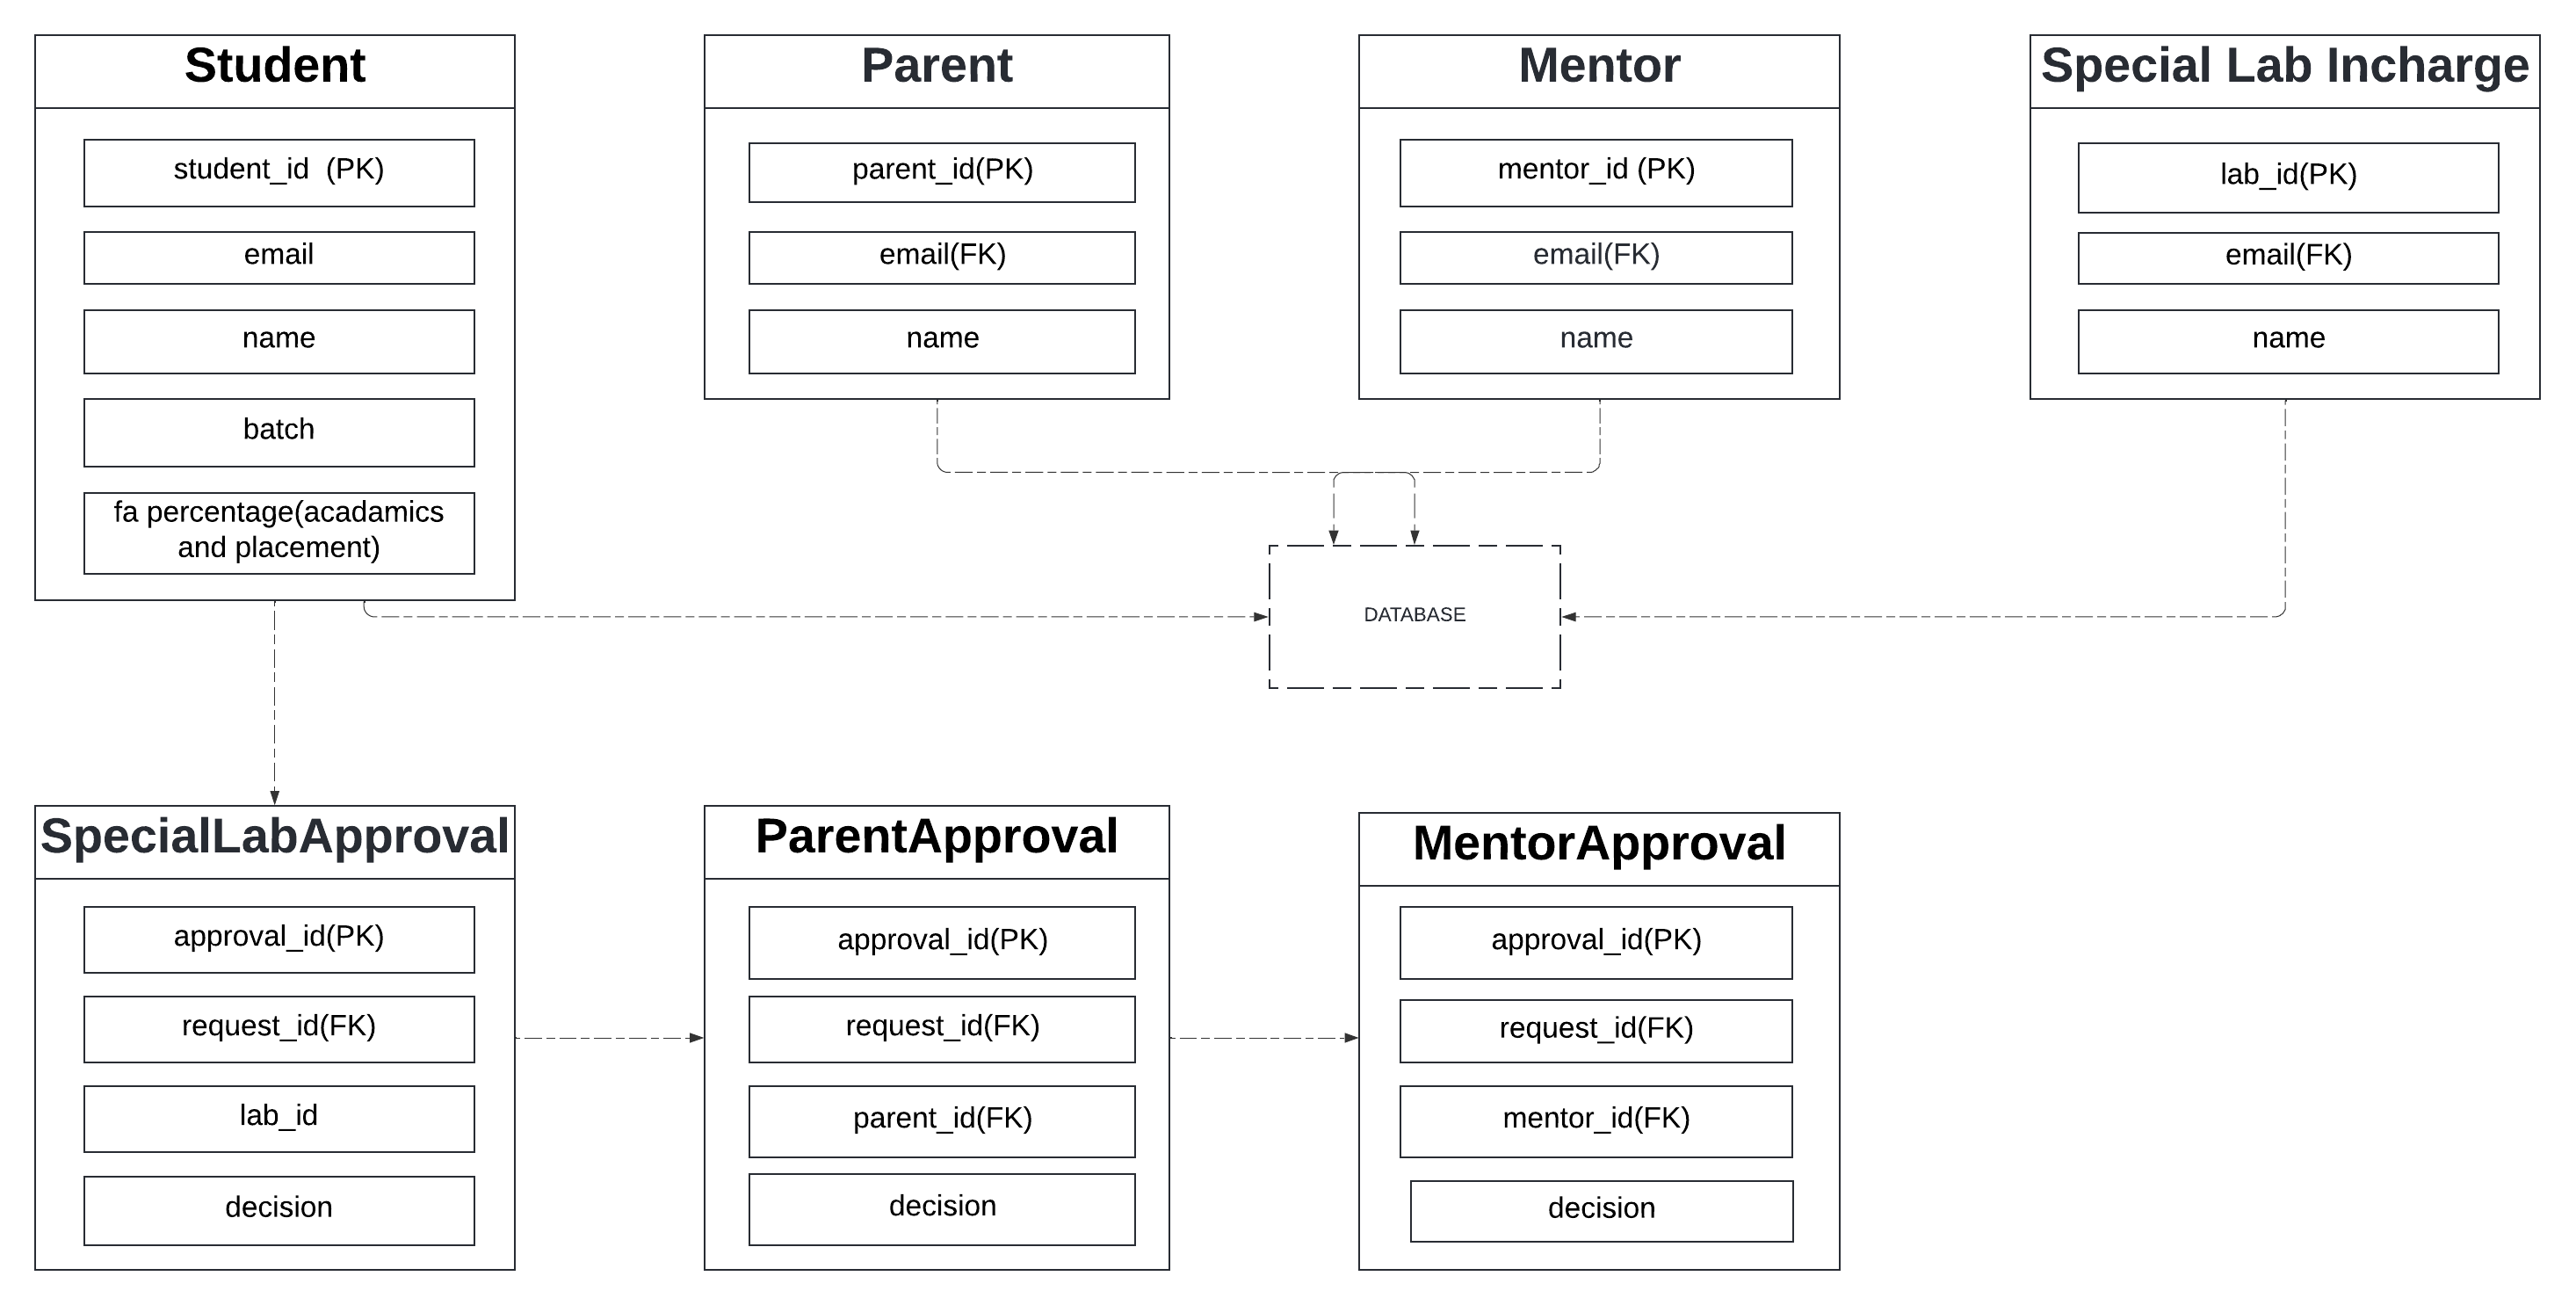 Student
student_id  (PK)
email
name
batch
fa percentage(acadamics
and placement)
Parent
parent_id(PK)
email(FK)
name
Mentor
mentor_id (PK)
email(FK)
name
Special Lab Incharge
lab_id(PK)
email(FK)
name
DATABASE
SpecialLabApproval
approval_id(PK)
request_id(FK)
lab_id
decision
ParentApproval
approval_id(PK)
request_id(FK)
parent_id(FK)
decision
MentorApproval
approval_id(PK)
request_id(FK)
mentor_id(FK)
decision